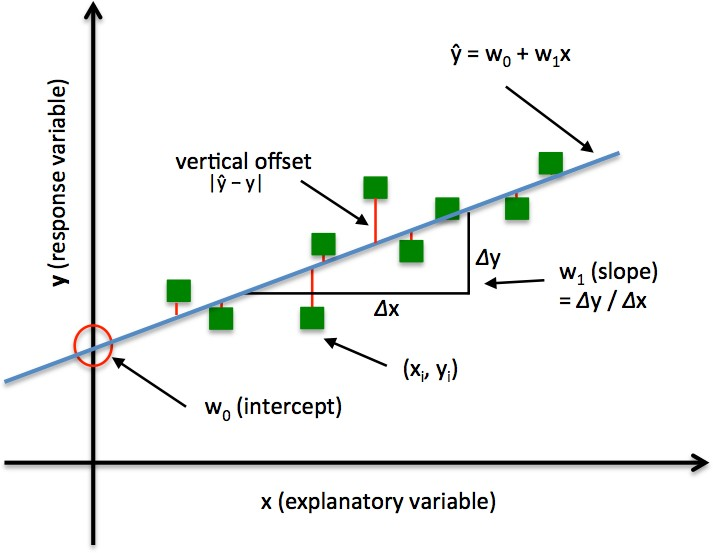 ŷ = w₀ + w₁x
y (response variable)
vertical offset
|ŷ − y|
Δy
w₁ (slope)
= Δy / Δx
Δx
(xᵢ, yᵢ)
w₀ (intercept)
x (explanatory variable)